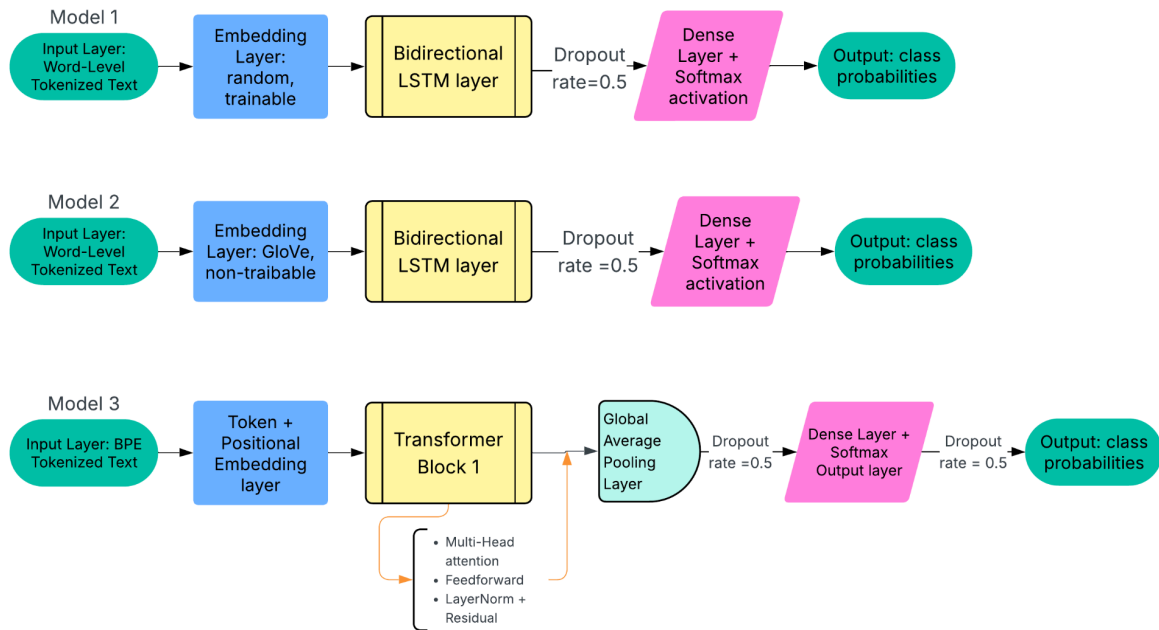 Model 1
Input Layer:
Word-Level
Tokenized Text
Embedding
Layer:
random,
trainable
Bidirectional
LSTM layer
Dropout
rate=0.5
Dense
Layer +
Softmax
activation
Output: class
probabilities
Model 2
Input Layer:
Word-Level
Tokenized Text
Embedding
Layer: GloVe,
non-traibable
Bidirectional
LSTM layer
Dropout
rate =0.5
Dense
Layer +
Softmax
activation
Output: class
probabilities
Model 3
Input Layer: BPE
Tokenized Text
Token +
Positional
Embedding
layer
Transformer
Block 1
• Multi-Head
attention
• Feedforward
• LayerNorm +
Residual
Global
Average
Pooling
Layer
Dropout
rate =0.5
Dense Layer +
Softmax
Output layer
Dropout
rate = 0.5
Output: class
probabilities